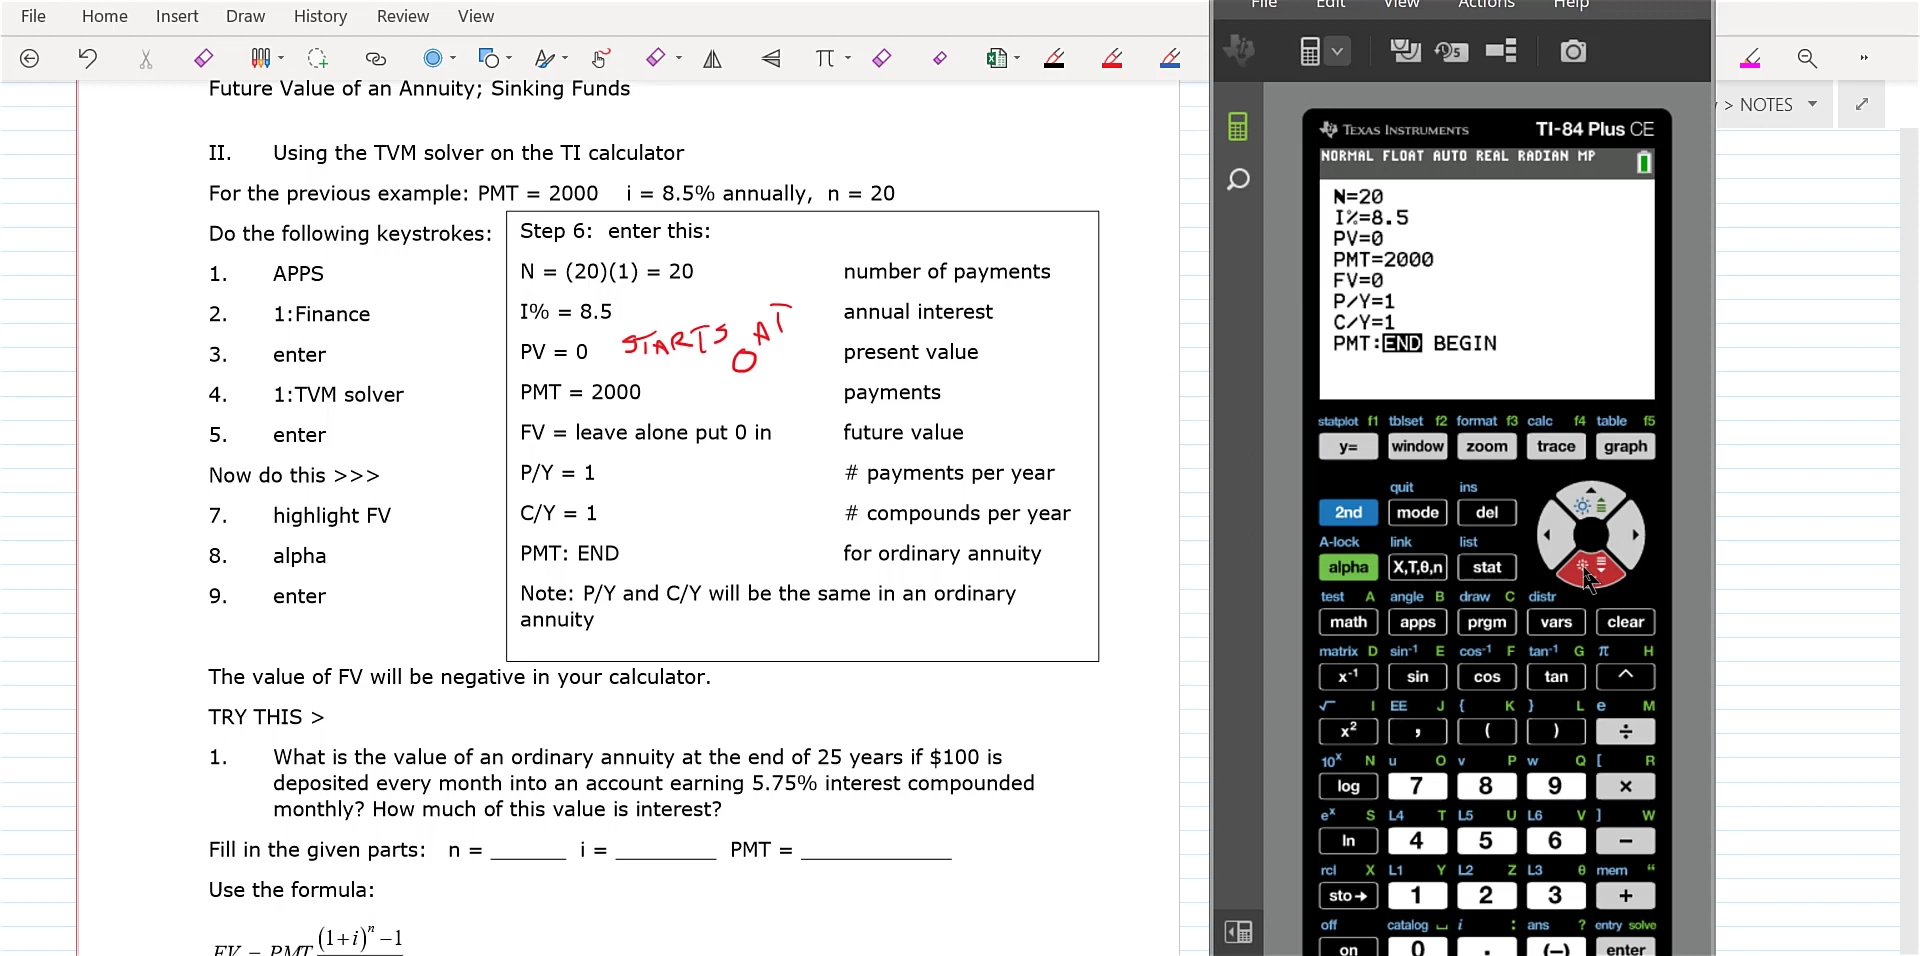 File Home Insert Draw History Review View
File Edit View Actions Help
> NOTES
Future Value of an Annuity; Sinking Funds
II. Using the TVM solver on the TI calculator
For the previous example: PMT = 2000 i = 8.5% annually, n = 20
Do the following keystrokes:
1. APPS
2. 1:Finance
3. enter
4. 1:TVM solver
5. enter
Now do this >>>
7. highlight FV
8. alpha
9. enter
Step 6: enter this:
N = (20)(1) = 20 number of payments
I% = 8.5 annual interest
STARTS AT
0
PV = 0 present value
PMT = 2000 payments
FV = leave alone put 0 in future value
P/Y = 1 # payments per year
C/Y = 1 # compounds per year
PMT: END for ordinary annuity
Note: P/Y and C/Y will be the same in an ordinary
annuity
The value of FV will be negative in your calculator.
TRY THIS >
1. What is the value of an ordinary annuity at the end of 25 years if $100 is
deposited every month into an account earning 5.75% interest compounded
monthly? How much of this value is interest?
Fill in the given parts: n = _______ i = _________ PMT = ______________
Use the formula:
FV = PMT (1+i)^n −1
TEXAS INSTRUMENTS TI-84 Plus CE
NORMAL FLOAT AUTO REAL RADIAN MP
N=20
I%=8.5
PV=0
PMT=2000
FV=0
P/Y=1
C/Y=1
PMT:END BEGIN
statplot f1 tblset f2 format f3 calc f4 table f5
y= window zoom trace graph
quit ins
2nd mode del
A-lock link list
alpha X,T,θ,n stat
test A angle B draw C distr
math apps prgm vars clear
matrix D sin⁻¹ E cos⁻¹ F tan⁻¹ G π H
x⁻¹ sin cos tan ^
√ I EE J { K } L e M
x² , ( ) ÷
10ˣ N u O v P w Q [ R
log 7 8 9 ×
eˣ S L4 T L5 U L6 V ] W
ln 4 5 6 −
rcl X L1 Y L2 Z L3 θ mem “
sto→ 1 2 3 +
off catalog ⎵ i : ans ? entry solve
on 0 . (−) enter